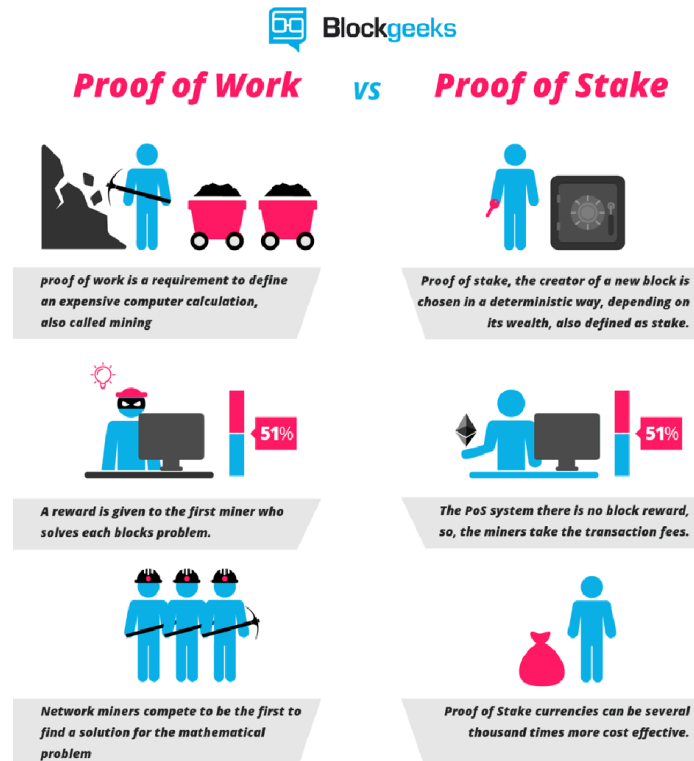 Blockgeeks
Proof of Work vs Proof of Stake
proof of work is a requirement to define
an expensive computer calculation,
also called mining
Proof of stake, the creator of a new block is
chosen in a deterministic way, depending on
its wealth, also defined as stake.
51%
51%
A reward is given to the first miner who
solves each blocks problem.
The PoS system there is no block reward,
so, the miners take the transaction fees.
Network miners compete to be the first to
find a solution for the mathematical
problem
Proof of Stake currencies can be several
thousand times more cost effective.